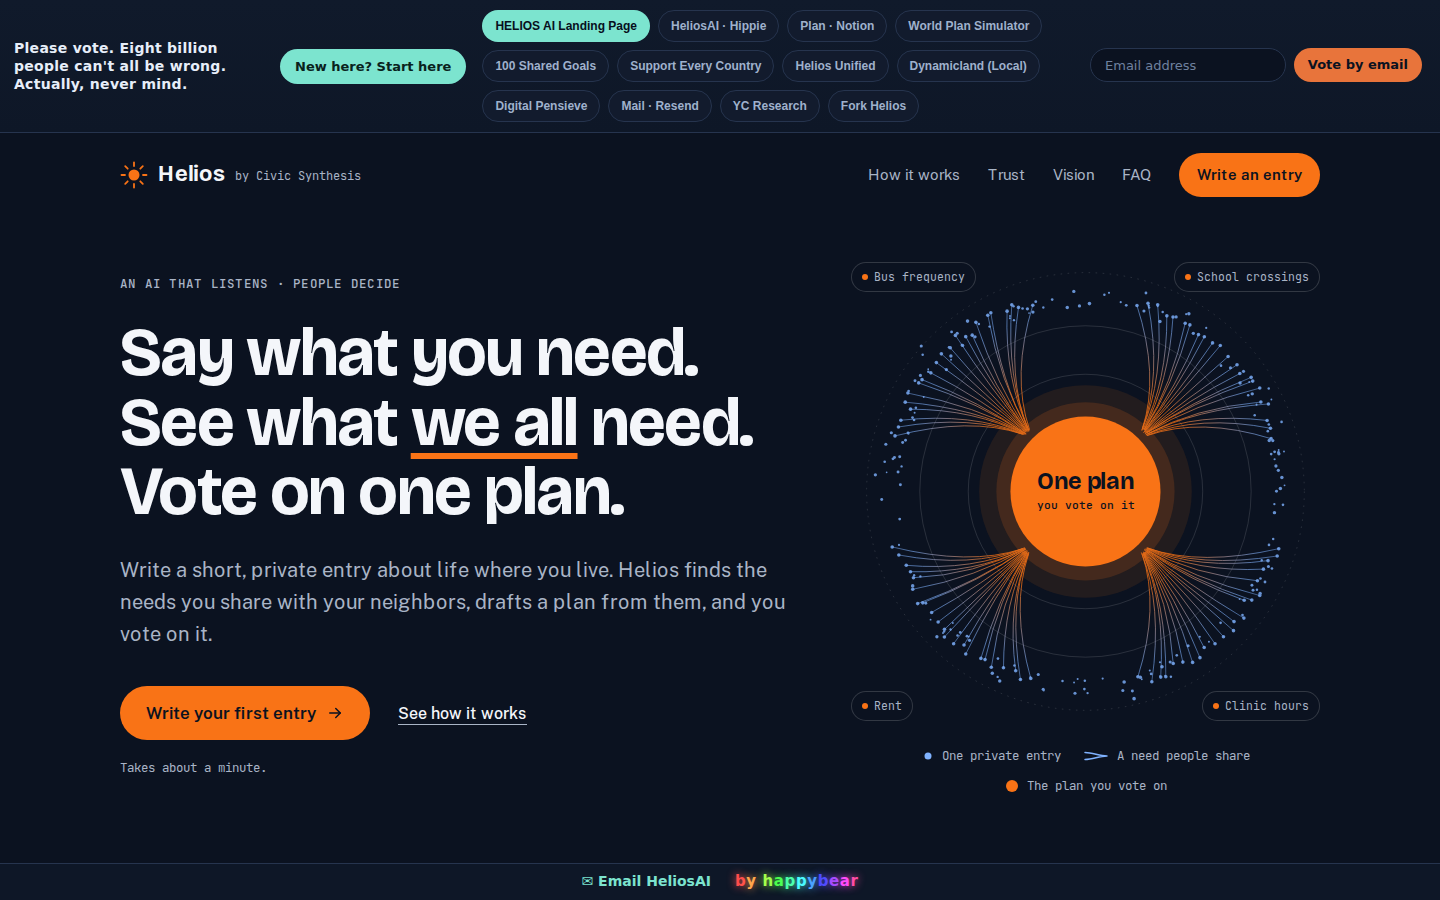 Please vote. Eight billion
people can't all be wrong.
Actually, never mind.
New here? Start here
HELIOS AI Landing Page
HeliosAI · Hippie
Plan · Notion
World Plan Simulator
100 Shared Goals
Support Every Country
Helios Unified
Dynamicland (Local)
Digital Pensieve
Mail · Resend
YC Research
Fork Helios
Email address
Vote by email
Helios by Civic Synthesis
How it works
Trust
Vision
FAQ
Write an entry
AN AI THAT LISTENS · PEOPLE DECIDE
Say what you need.
See what we all need.
Vote on one plan.
Write a short, private entry about life where you live. Helios finds the
needs you share with your neighbors, drafts a plan from them, and you
vote on it.
Write your first entry →
See how it works
Takes about a minute.
Bus frequency
School crossings
One plan
you vote on it
Rent
Clinic hours
One private entry
A need people share
The plan you vote on
✉ Email HeliosAI
by happybear